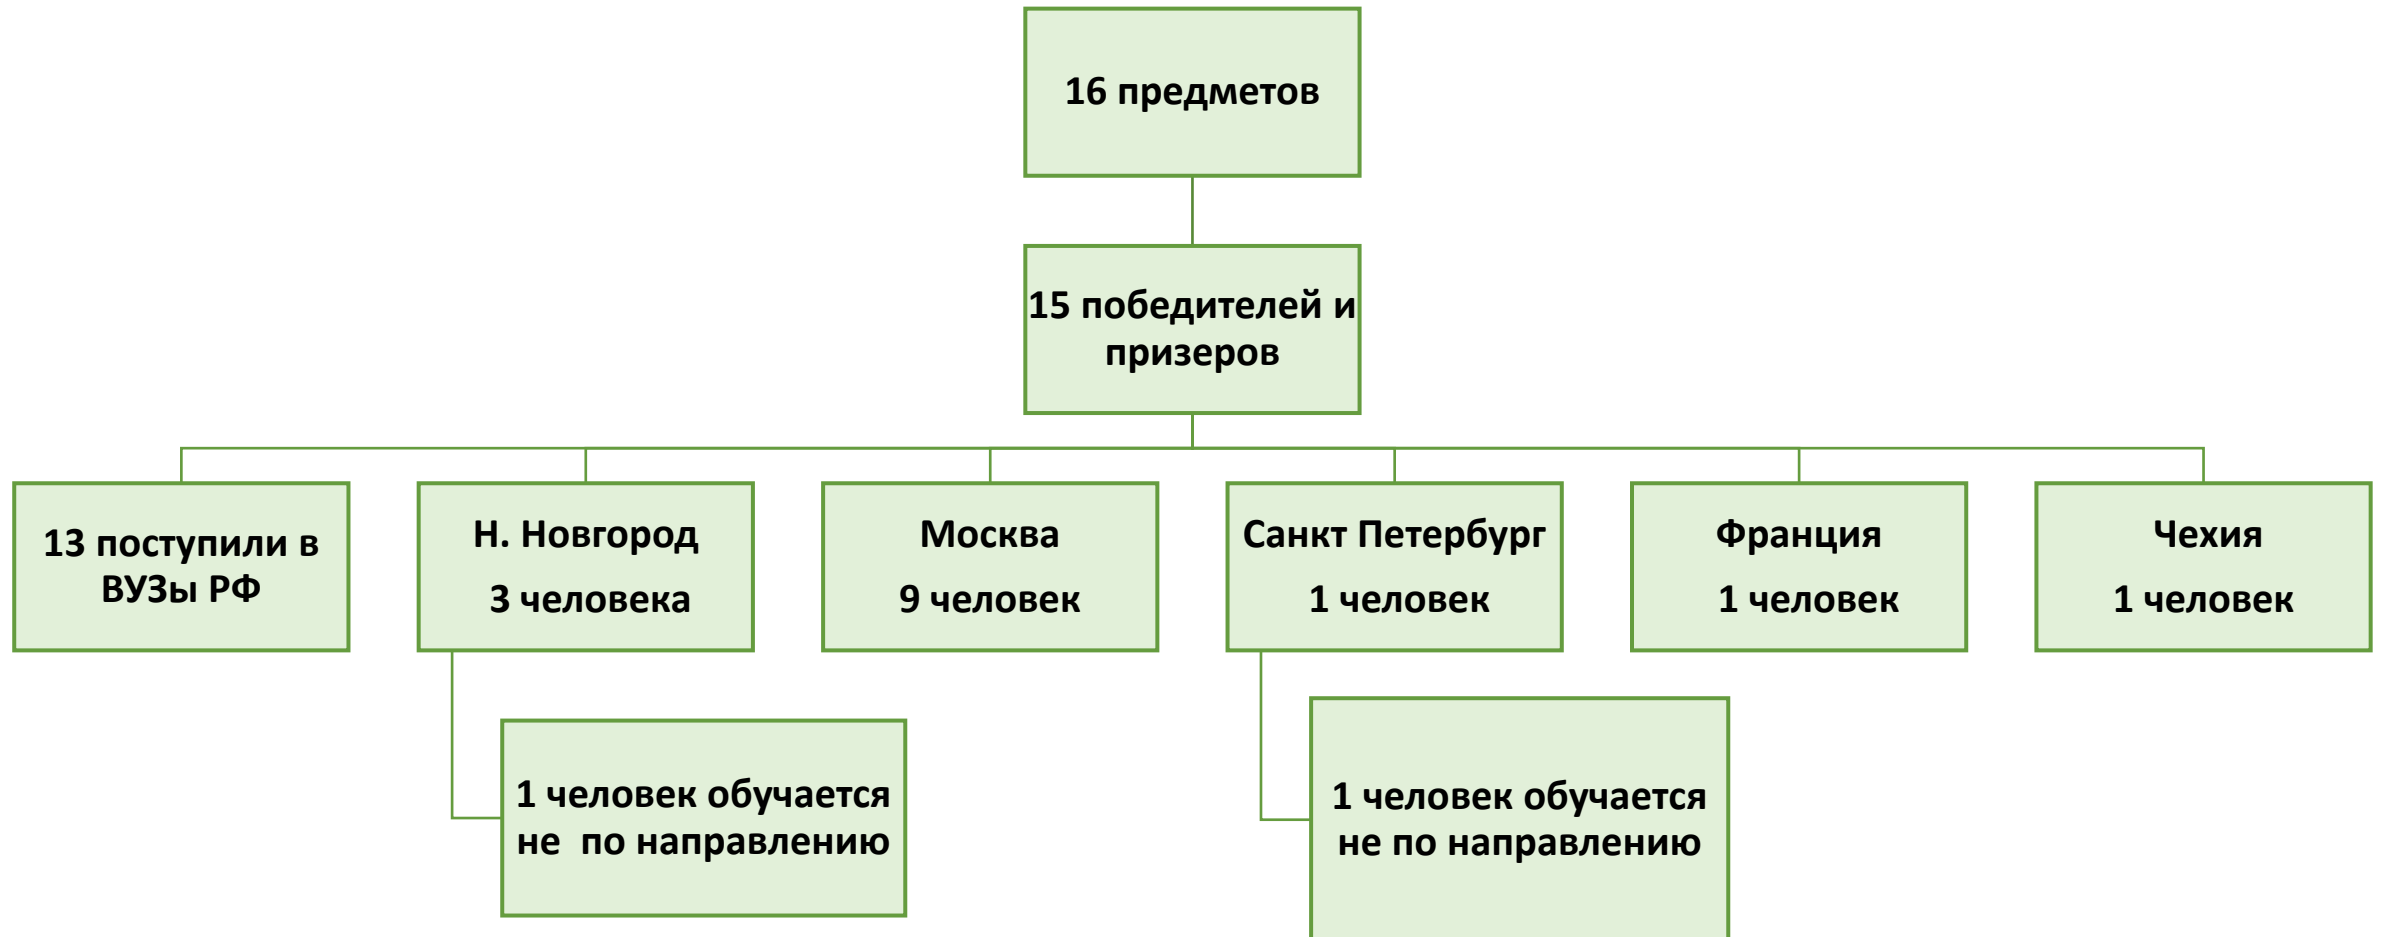 16 предметов
15 победителей и
призеров
13 поступили в
ВУЗы РФ
Н. Новгород
3 человека
Москва
9 человек
Санкт Петербург
1 человек
Франция
1 человек
Чехия
1 человек
1 человек обучается
не  по направлению
1 человек обучается
не по направлению